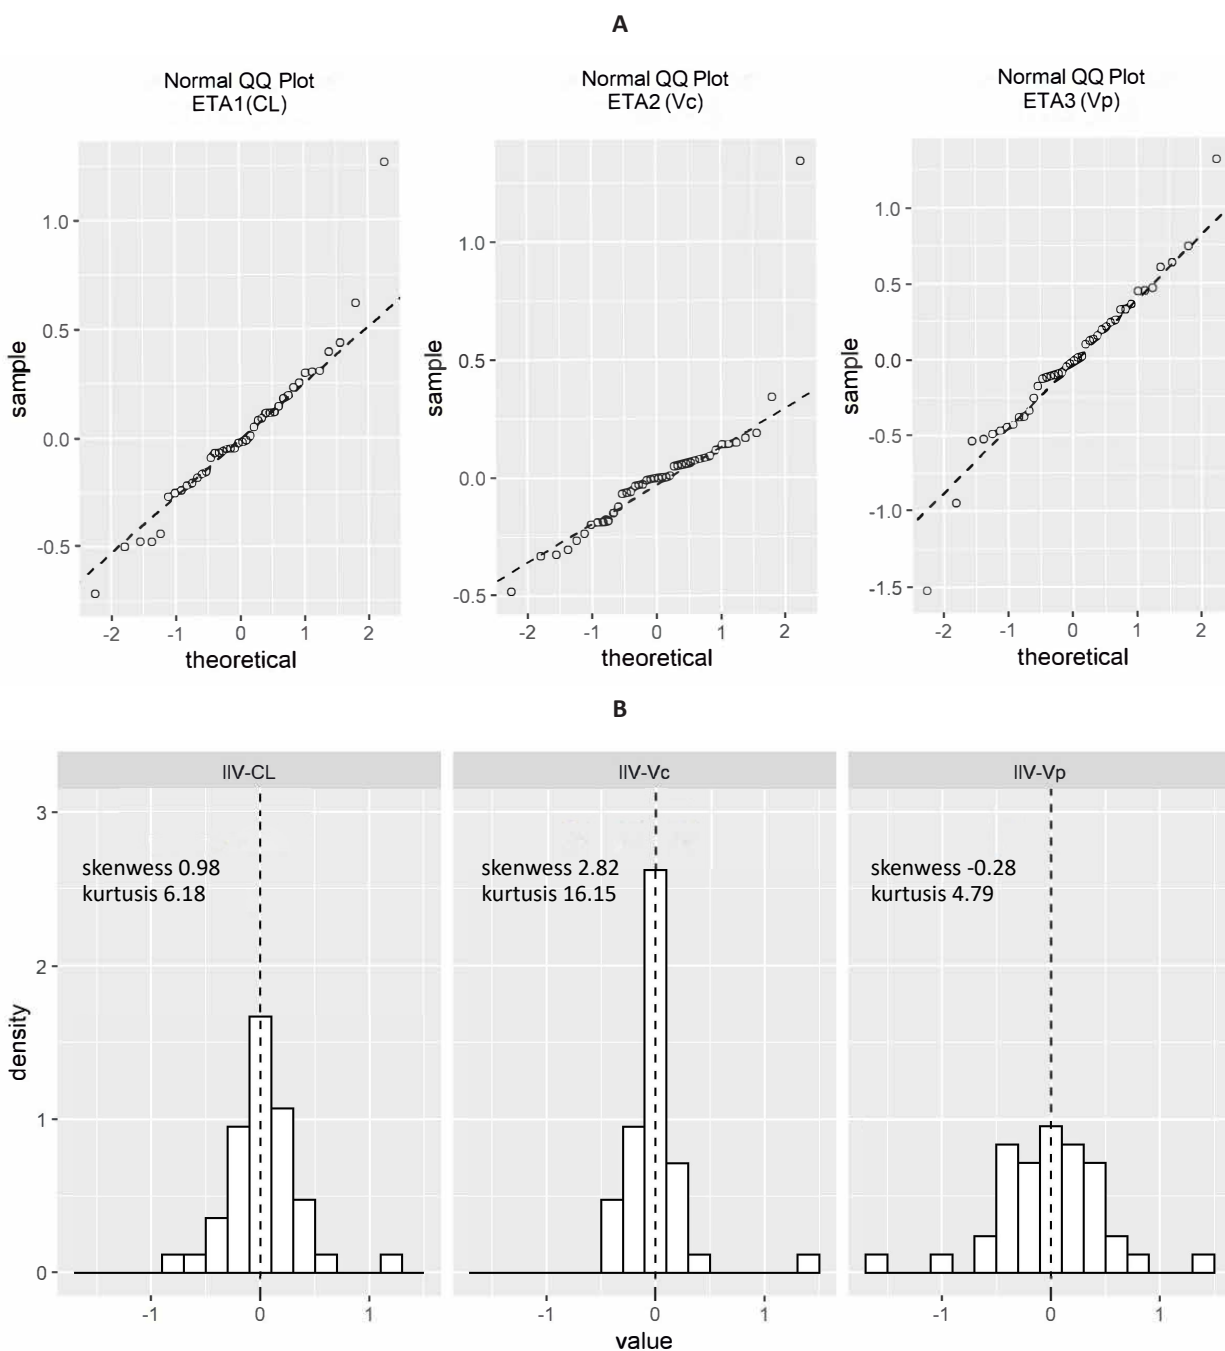 A
Normal QQ Plot
ETA1(CL)
Normal QQ Plot
ETA2 (Vc)
Normal QQ Plot
ETA3 (Vp)
sample
1.0
0.5
0.0
-0.5
-2
-1
0
1
2
theoretical
sample
1.0
0.5
0.0
-0.5
-2
-1
0
1
2
theoretical
sample
1.0
0.5
0.0
-0.5
-1.0
-1.5
-2
-1
0
1
2
theoretical
B
IIV-CL
IIV-Vc
IIV-Vp
density
3
2
1
0
skenwess 0.98
kurtusis 6.18
skenwess 2.82
kurtusis 16.15
skenwess -0.28
kurtusis 4.79
-1
0
1
-1
0
1
-1
0
1
value